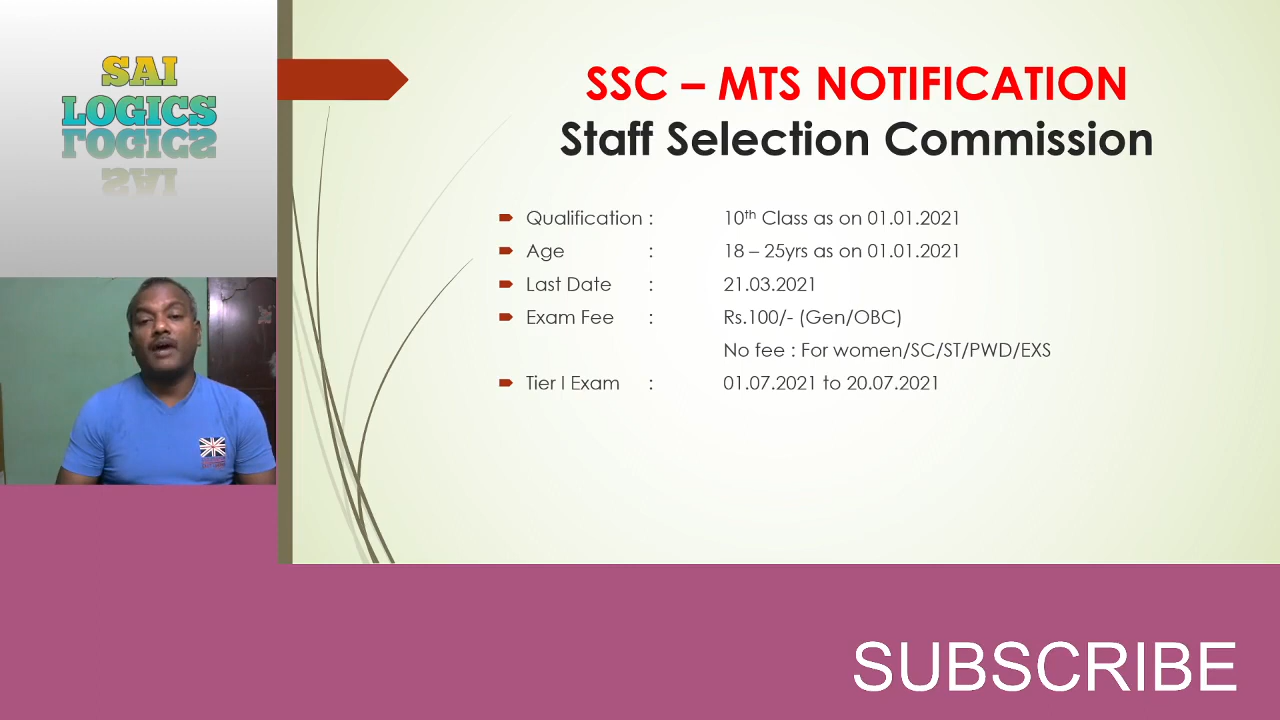 SAI
LOGICS
SSC – MTS NOTIFICATION
Staff Selection Commission
Qualification : 10th Class as on 01.01.2021
Age : 18 – 25yrs as on 01.01.2021
Last Date : 21.03.2021
Exam Fee : Rs.100/- (Gen/OBC)
No fee : For women/SC/ST/PWD/EXS
Tier I Exam : 01.07.2021 to 20.07.2021
SUBSCRIBE